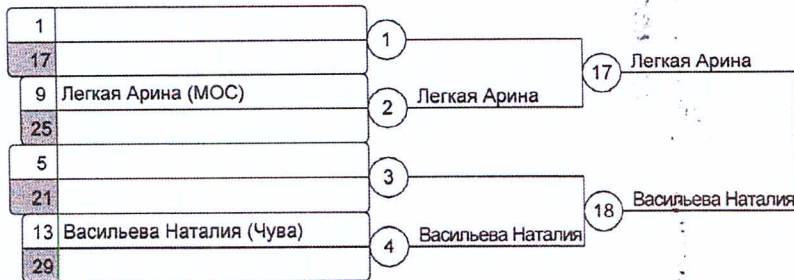 1
17
1
9 Легкая Арина (МОС)
25
2 Легкая Арина
17 Легкая Арина
5
21
3
13 Васильева Наталия (Чува)
29
4 Васильева Наталия
18 Васильева Наталия